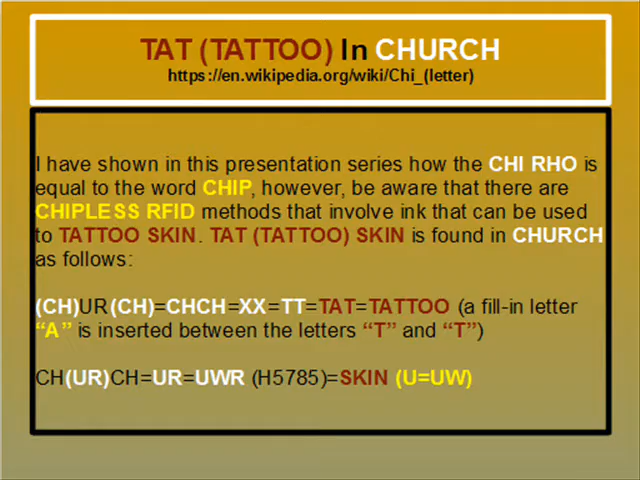 TAT (TATTOO) In CHURCH
https://en.wikipedia.org/wiki/Chi_(letter)
I have shown in this presentation series how the CHI RHO is
equal to the word CHIP, however, be aware that there are
CHIPLESS RFID methods that involve ink that can be used
to TATTOO SKIN. TAT (TATTOO) SKIN is found in CHURCH
as follows:
(CH)UR(CH)=CHCH=XX=TT=TAT=TATTOO (a fill-in letter
“A” is inserted between the letters “T” and “T”)
CH(UR)CH=UR=UWR (H5785)=SKIN (U=UW)